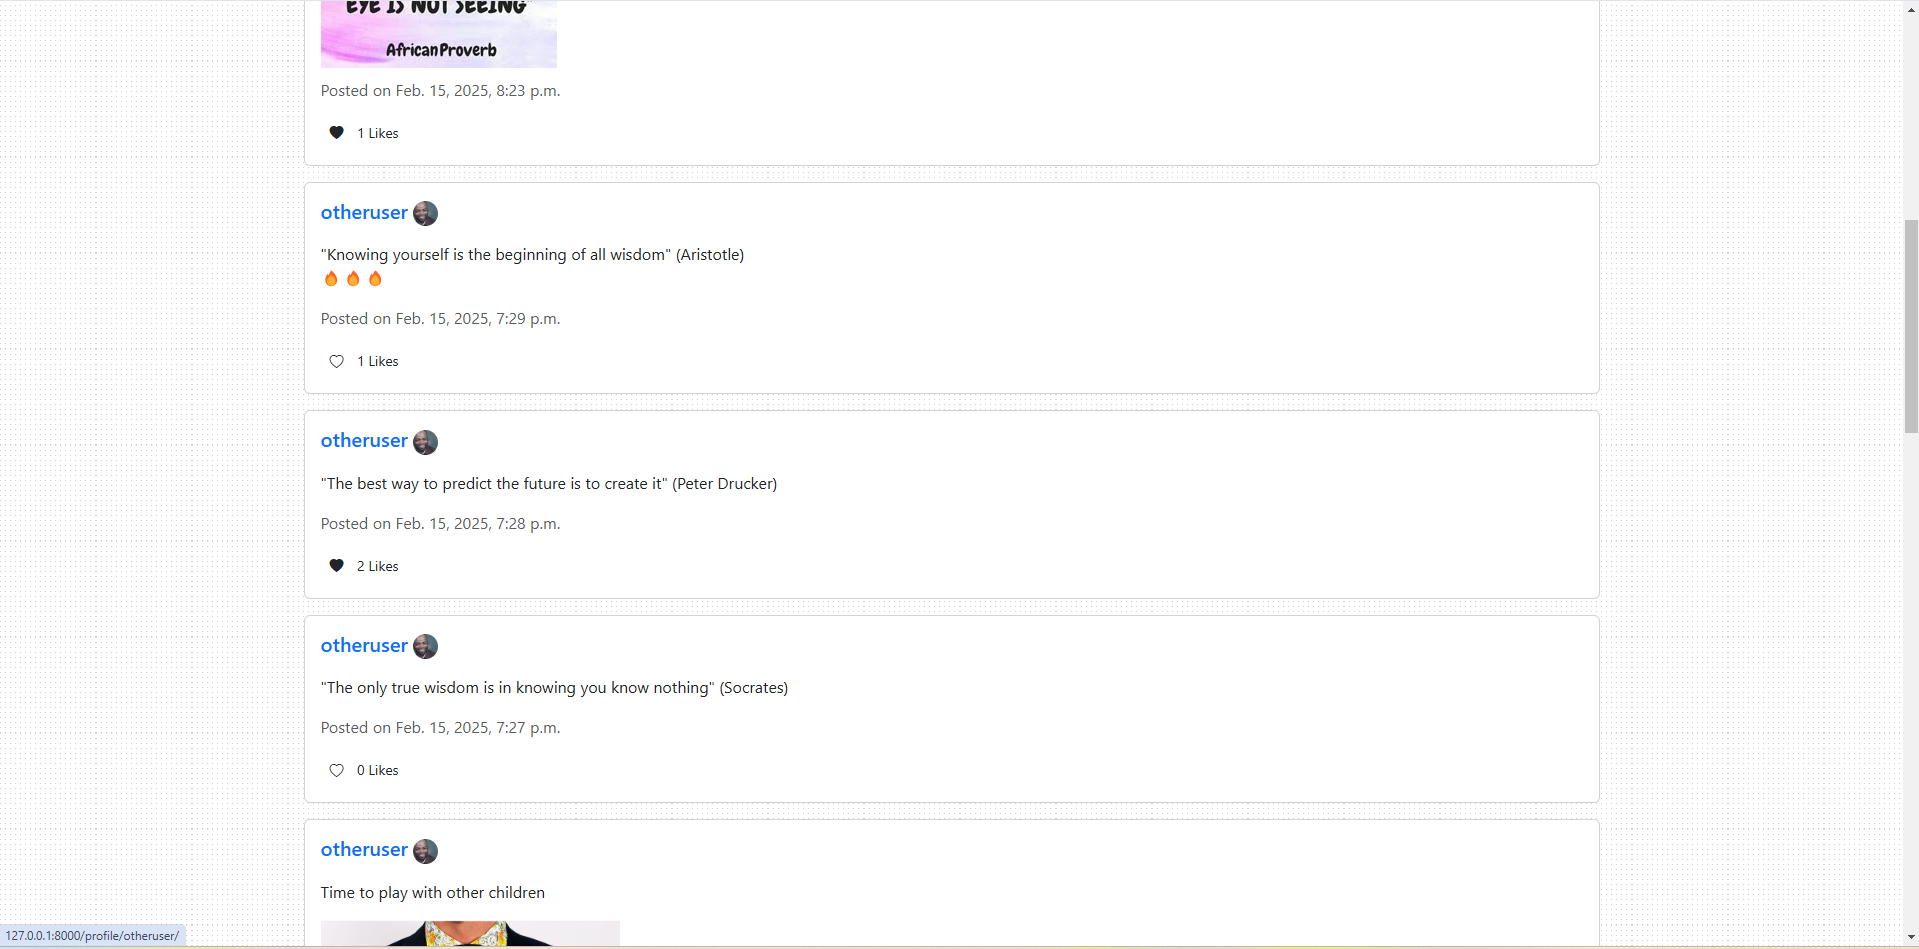 EYE IS NOT SEEING"
African Proverb
Posted on Feb. 15, 2025, 8:23 p.m.
1 Likes
otheruser
"Knowing yourself is the beginning of all wisdom" (Aristotle)
🔥 🔥 🔥
Posted on Feb. 15, 2025, 7:29 p.m.
1 Likes
otheruser
"The best way to predict the future is to create it" (Peter Drucker)
Posted on Feb. 15, 2025, 7:28 p.m.
2 Likes
otheruser
"The only true wisdom is in knowing you know nothing" (Socrates)
Posted on Feb. 15, 2025, 7:27 p.m.
0 Likes
otheruser
Time to play with other children
127.0.0.1:8000/profile/otheruser/